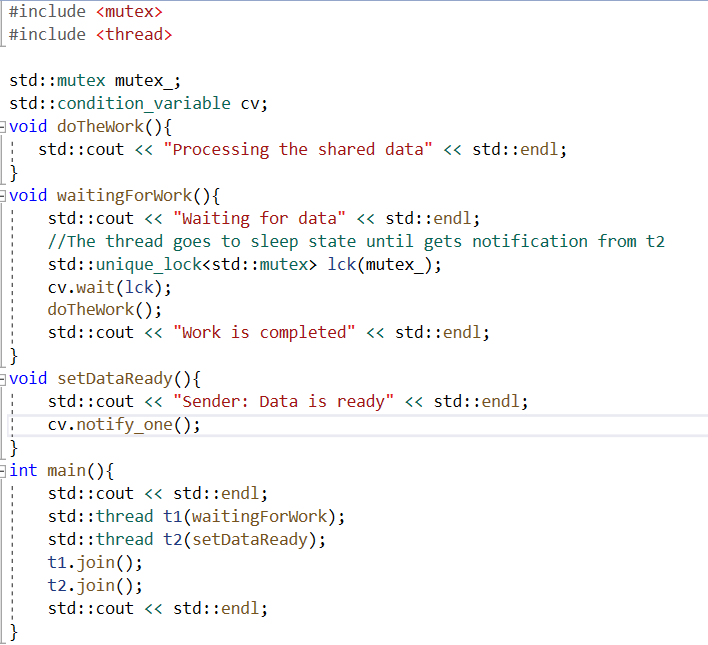 #include <mutex>
#include <thread>
std::mutex mutex_;
std::condition_variable cv;
void doTheWork(){
std::cout << "Processing the shared data" << std::endl;
}
void waitingForWork(){
std::cout << "Waiting for data" << std::endl;
//The thread goes to sleep state until gets notification from t2
std::unique_lock<std::mutex> lck(mutex_);
cv.wait(lck);
doTheWork();
std::cout << "Work is completed" << std::endl;
}
void setDataReady(){
std::cout << "Sender: Data is ready" << std::endl;
cv.notify_one();
}
int main(){
std::cout << std::endl;
std::thread t1(waitingForWork);
std::thread t2(setDataReady);
t1.join();
t2.join();
std::cout << std::endl;
}